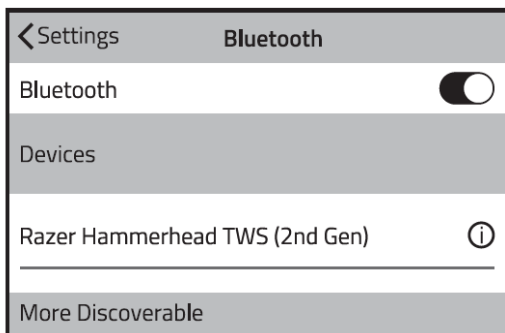 Settings
Bluetooth
Bluetooth
Devices
Razer Hammerhead TWS (2nd Gen)
More Discoverable